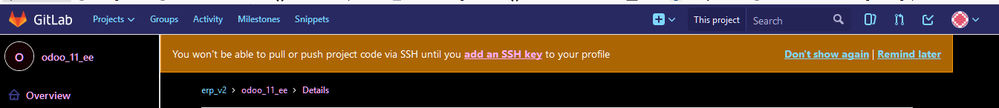 GitLab Projects Groups Activity Milestones Snippets This project Search
O odoo_11_ee
You won't be able to pull or push project code via SSH until you add an SSH key to your profile Don't show again | Remind later
erp_v2 > odoo_11_ee > Details
Overview